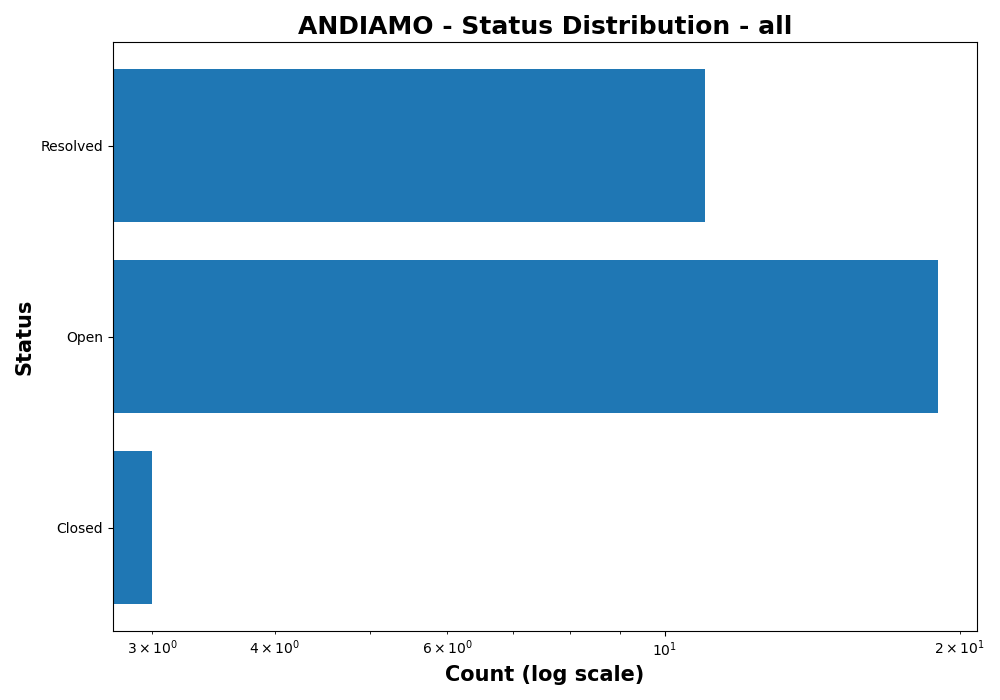 ANDIAMO - Status Distribution - all
Resolved
Open
Closed
Status
3 × 10⁰
4 × 10⁰
6 × 10⁰
10¹
2 × 10¹
Count (log scale)